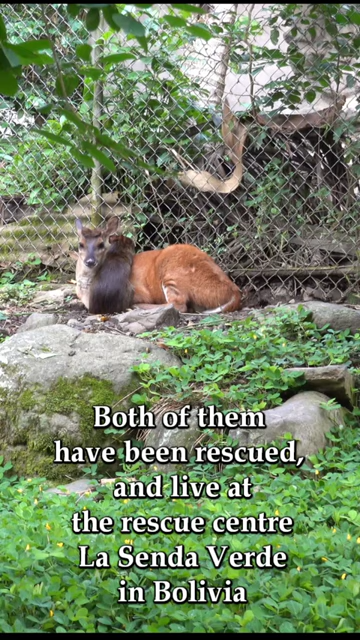 Both of them
have been rescued,
and live at
the rescue centre
La Senda Verde
in Bolivia